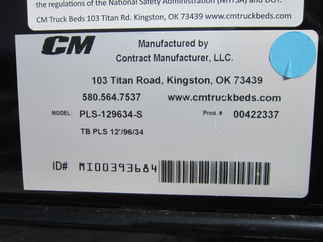 the regulations of the National Safety Administration (NHTSA) and DOT.
CM Truck Beds 103 Titan Rd. Kingston, OK 73439 www.cmtruckbeds.com
CM
Manufactured by
Contract Manufacturer, LLC.
103 Titan Road, Kingston, OK 73439
580.564.7537 www.cmtruckbeds.com
MODEL PLS-129634-S Prod.# 00422337
TB PLS 12'/96/34
ID# MI00393684